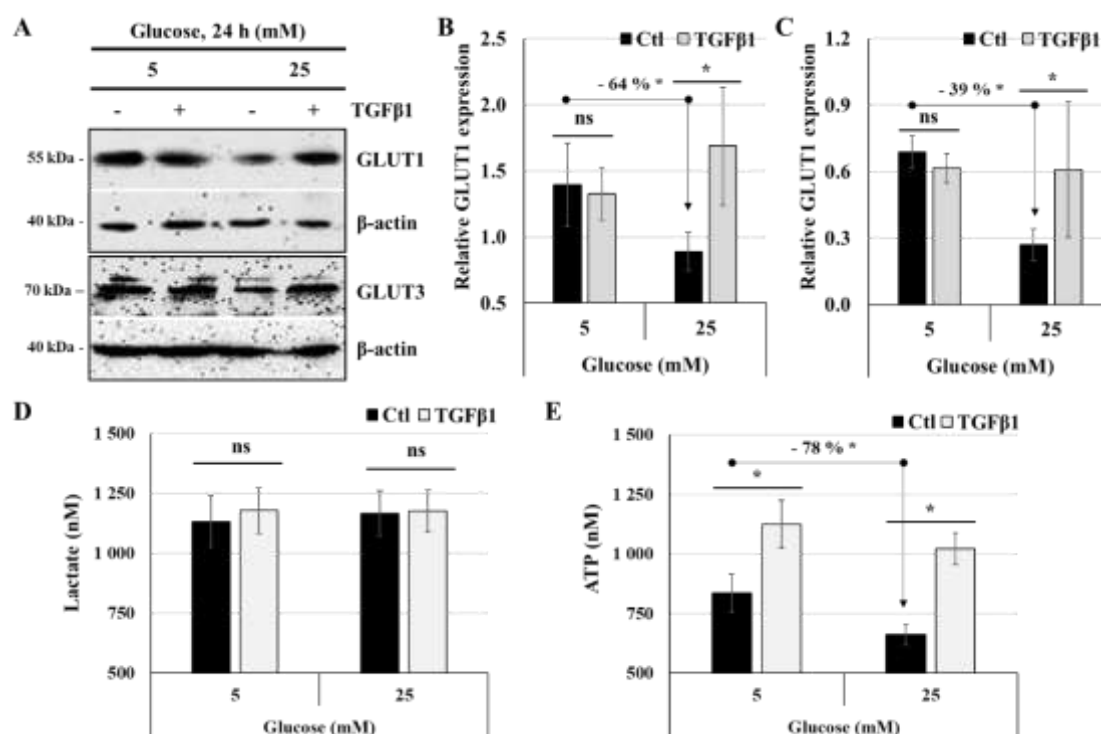 A
Glucose, 24 h (mM)
5 25
- + - + TGFβ1
55 kDa - GLUT1
40 kDa - β-actin
70 kDa – GLUT3
40 kDa - β-actin
B
Ctl TGFβ1
Relative GLUT1 expression
2.5
2.0
1.5
1.0
0.5
- 64 % *
ns
*
5 25
Glucose (mM)
C
Ctl TGFβ1
Relative GLUT1 expression
1.2
0.9
0.6
0.3
0.0
- 39 % *
ns
*
5 25
Glucose (mM)
D
Ctl TGFβ1
Lactate (nM)
1 500
1 250
1 000
750
500
ns
ns
5 25
Glucose (mM)
E
Ctl TGFβ1
ATP (nM)
1 500
1 250
1 000
750
500
- 78 % *
*
*
5 25
Glucose (mM)